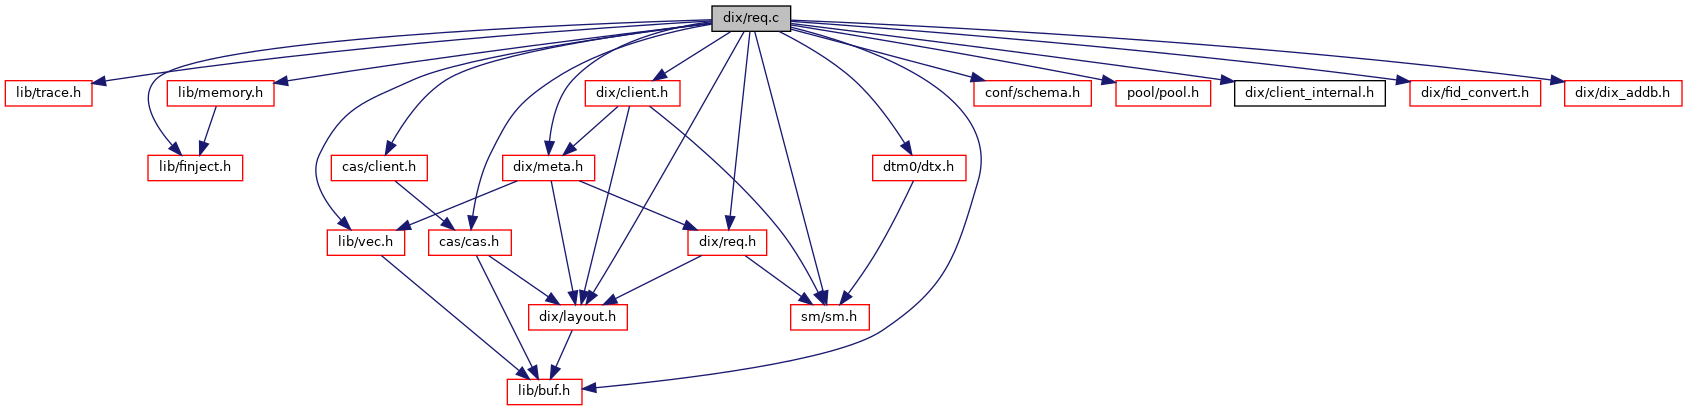 dix/req.c
lib/trace.h
lib/memory.h
dix/client.h
conf/schema.h
pool/pool.h
dix/client_internal.h
dix/fid_convert.h
dix/dix_addb.h
lib/finject.h
cas/client.h
dix/meta.h
dtm0/dtx.h
lib/vec.h
cas/cas.h
dix/req.h
dix/layout.h
sm/sm.h
lib/buf.h